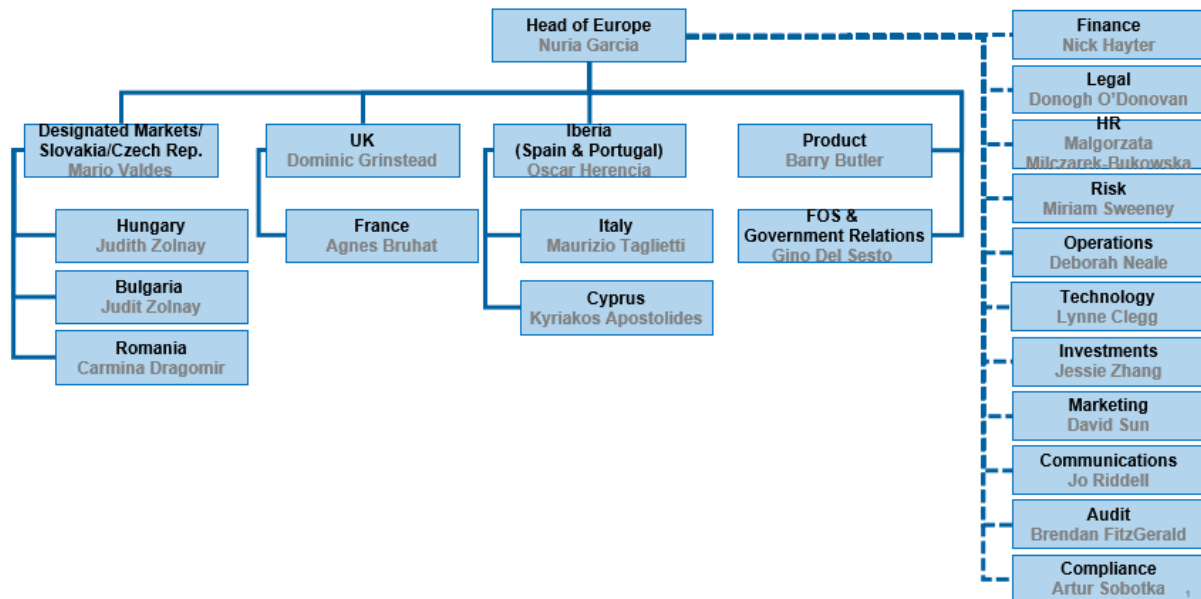 Head of Europe
Nuria Garcia
Designated Markets/
Slovakia/Czech Rep.
Mario Valdes
Hungary
Judith Zolnay
Bulgaria
Judit Zolnay
Romania
Carmina Dragomir
UK
Dominic Grinstead
France
Agnes Bruhat
Iberia
(Spain & Portugal)
Oscar Herencia
Italy
Maurizio Taglietti
Cyprus
Kyriakos Apostolides
Product
Barry Butler
FOS &
Government Relations
Gino Del Sesto
Finance
Nick Hayter
Legal
Donogh O'Donovan
HR
Malgorzata
Milczarek-Bukowska
Risk
Miriam Sweeney
Operations
Deborah Neale
Technology
Lynne Clegg
Investments
Jessie Zhang
Marketing
David Sun
Communications
Jo Riddell
Audit
Brendan FitzGerald
Compliance
Artur Sobotka
1